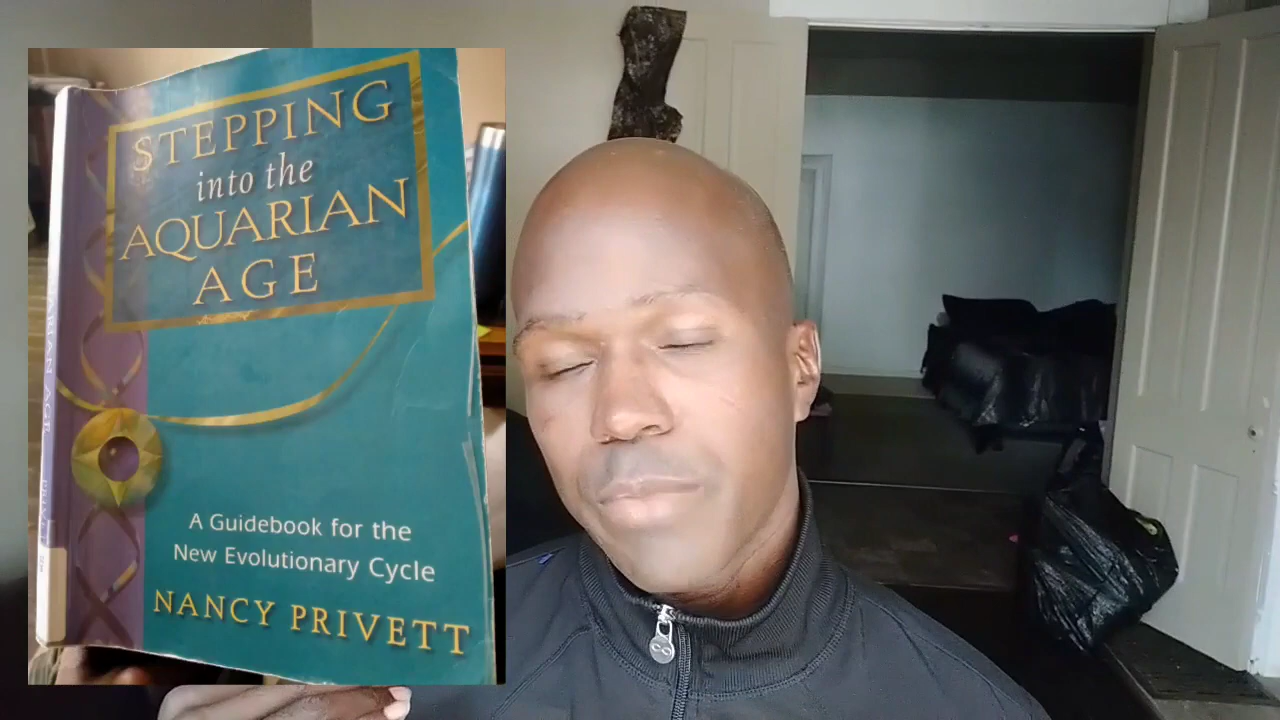 STEPPING
into the
AQUARIAN
AGE
A Guidebook for the
New Evolutionary Cycle
NANCY PRIVETT